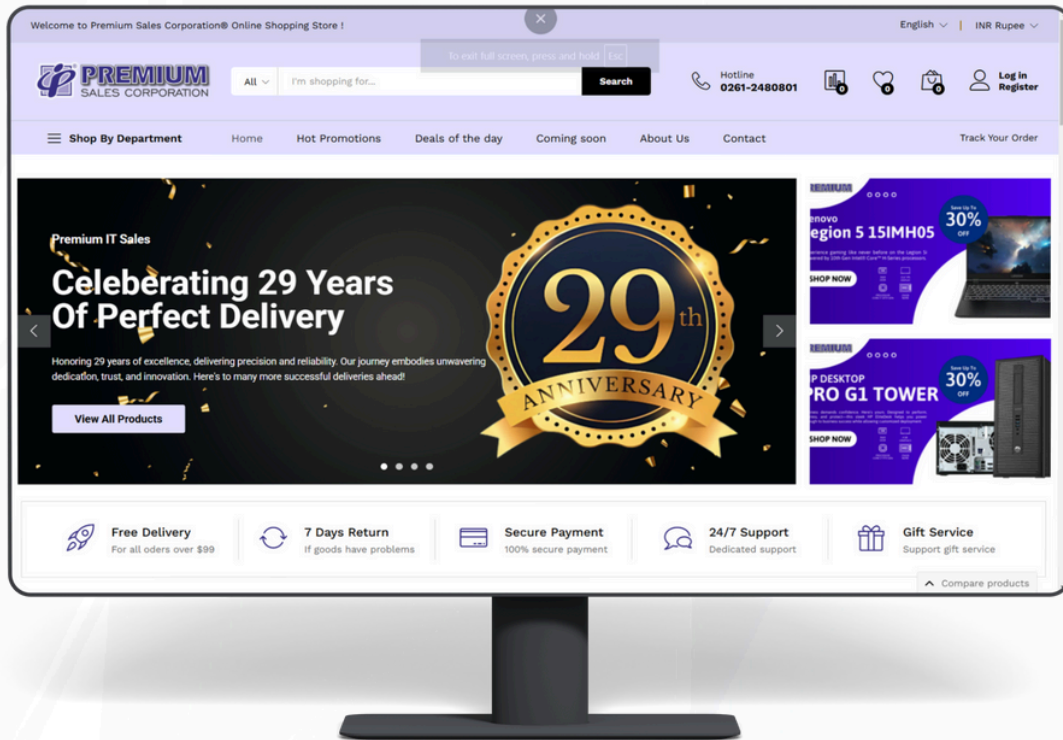 Welcome to Premium Sales Corporation® Online Shopping Store !
English
INR Rupee
To exit full screen, press and hold Esc
PREMIUM
SALES CORPORATION
All
I'm shopping for...
Search
Hotline
0261-2480801
0
0
0
Log in
Register
Shop By Department
Home
Hot Promotions
Deals of the day
Coming soon
About Us
Contact
Track Your Order
Premium IT Sales
Celeberating 29 Years
Of Perfect Delivery
Honoring 29 years of excellence, delivering precision and reliability. Our journey embodies unwavering
dedication, trust, and innovation. Here's to many more successful deliveries ahead!
View All Products
29th
ANNIVERSARY
REMIUM
enovo
egion 5 15IMH05
Save Up To
30%
OFF
SHOP NOW
REMIUM
HP DESKTOP
PRO G1 TOWER
Save Up To
30%
OFF
SHOP NOW
Free Delivery
For all oders over $99
7 Days Return
If goods have problems
Secure Payment
100% secure payment
24/7 Support
Dedicated support
Gift Service
Support gift service
Compare products